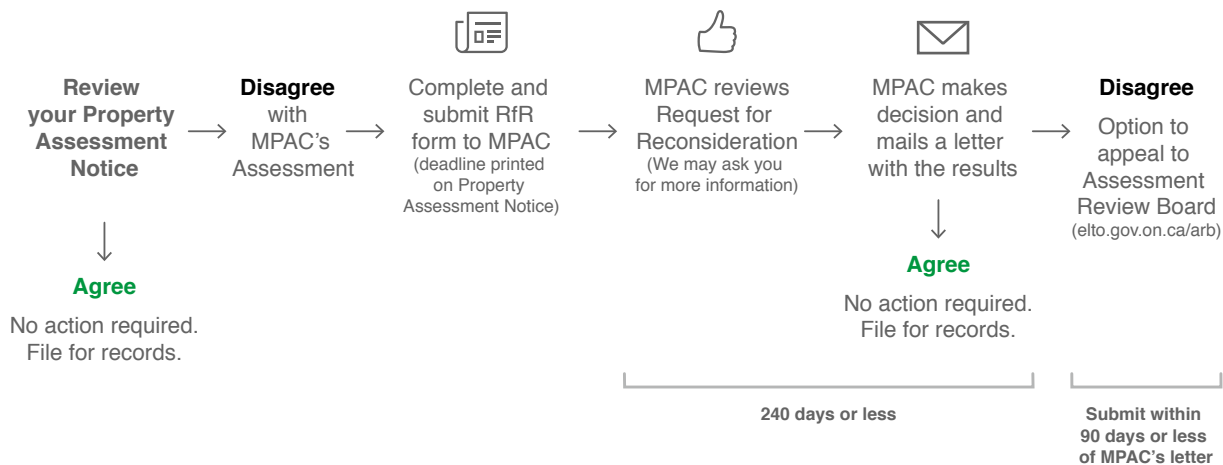 Review
your Property
Assessment
Notice
Agree
No action required.
File for records.
Disagree
with
MPAC's
Assessment
Complete and
submit RfR
form to MPAC
(deadline printed
on Property
Assessment Notice)
MPAC reviews
Request for
Reconsideration
(We may ask you
for more information)
MPAC makes
decision and
mails a letter
with the results
Agree
No action required.
File for records.
240 days or less
Disagree
Option to
appeal to
Assessment
Review Board
(elto.gov.on.ca/arb)
Submit within
90 days or less
of MPAC's letter